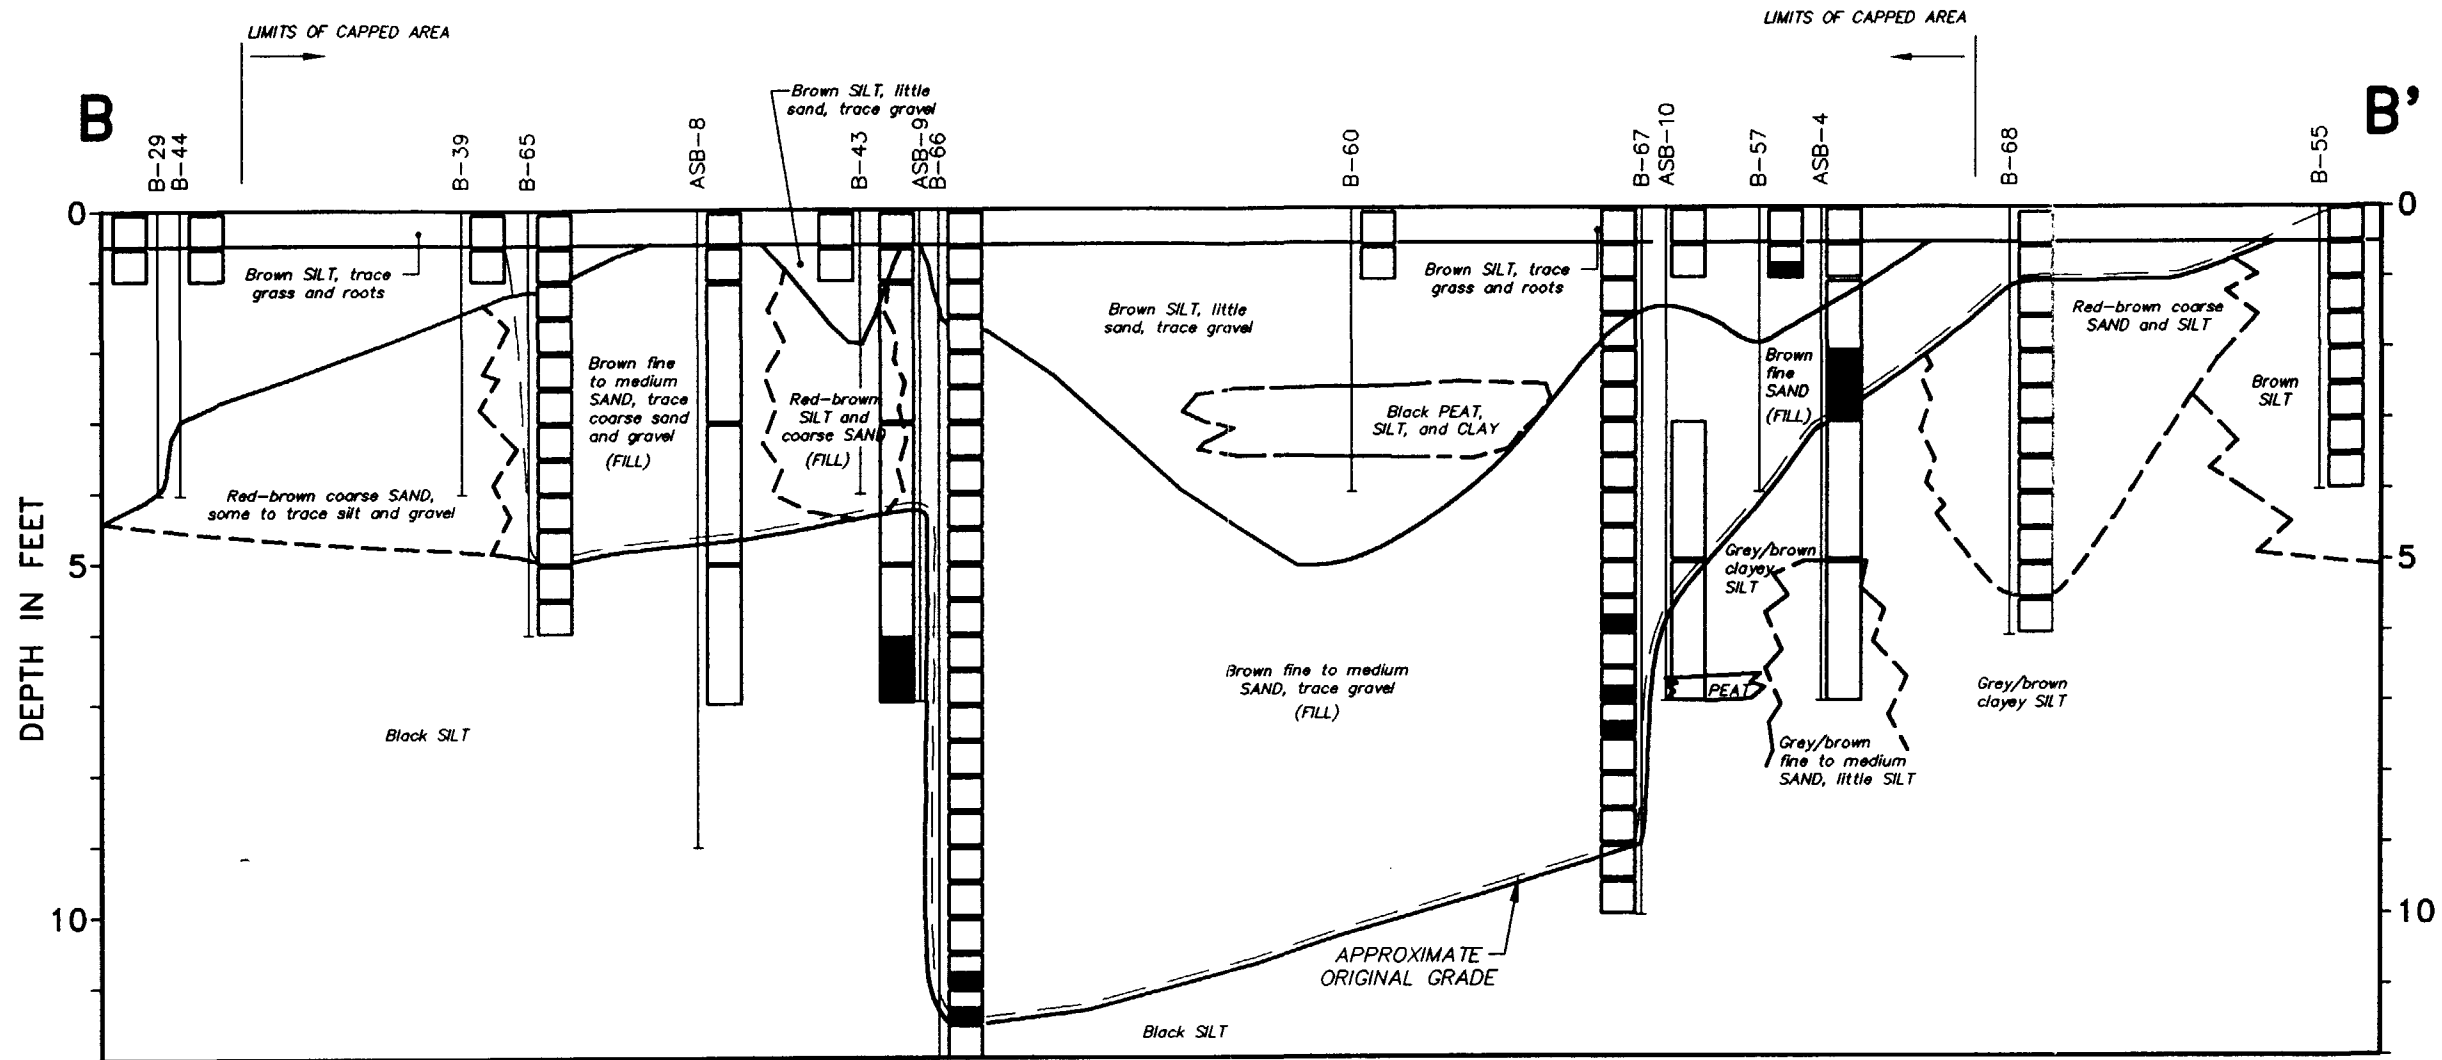 LIMITS OF CAPPED AREA
LIMITS OF CAPPED AREA
B
B'
B-29
B-44
B-39
B-65
ASB-8
Brown SILT, little
sand, trace gravel
B-43
ASB-9
B-66
B-60
B-67
ASB-10
B-57
ASB-4
B-68
B-55
0
0
Brown SILT, trace
grass and roots
Brown SILT, trace
grass and roots
Brown SILT, little
sand, trace gravel
Red-brown coarse
SAND and SILT
Brown fine
to medium
SAND, trace
coarse sand
and gravel
(FILL)
Red-brown
SILT and
coarse SAND
(FILL)
Black PEAT,
SILT, and CLAY
Brown
fine
SAND
(FILL)
Brown
SILT
Red-brown coarse SAND,
some to trace silt and gravel
DEPTH IN FEET
5
5
Grey/brown
clayey
SILT
Brown fine to medium
SAND, trace gravel
(FILL)
PEAT
Grey/brown
clayey SILT
Black SILT
Grey/brown
fine to medium
SAND, little SILT
10
10
APPROXIMATE
ORIGINAL GRADE
Black SILT